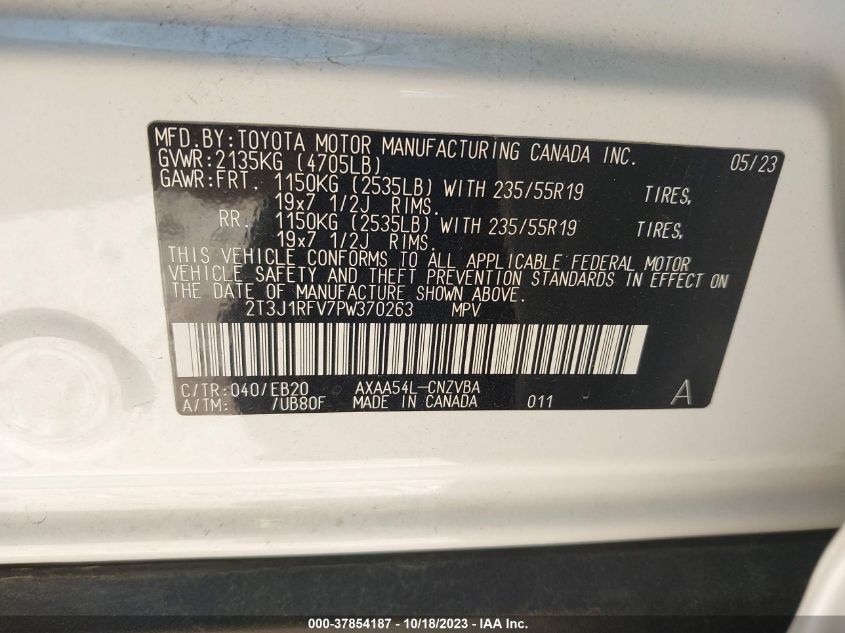 MFD.BY:TOYOTA MOTOR MANUFACTURING CANADA INC. 05/23
GVWR:2135KG (4705LB)
GAWR:FRT. 1150KG (2535LB) WITH 235/55R19 TIRES,
19x7 1/2J RIMS.
RR. 1150KG (2535LB) WITH 235/55R19 TIRES,
19x7 1/2J RIMS.
THIS VEHICLE CONFORMS TO ALL APPLICABLE FEDERAL MOTOR
VEHICLE SAFETY AND THEFT PREVENTION STANDARDS IN EFFECT ON
THE DATE OF MANUFACTURE SHOWN ABOVE.
2T3J1RFV7PW370263 MPV
C/TR:040/EB20 AXAA54L-CNZVBA
A/TM: /UB80F MADE IN CANADA 011 A
000-37854187 - 10/18/2023 - IAA Inc.